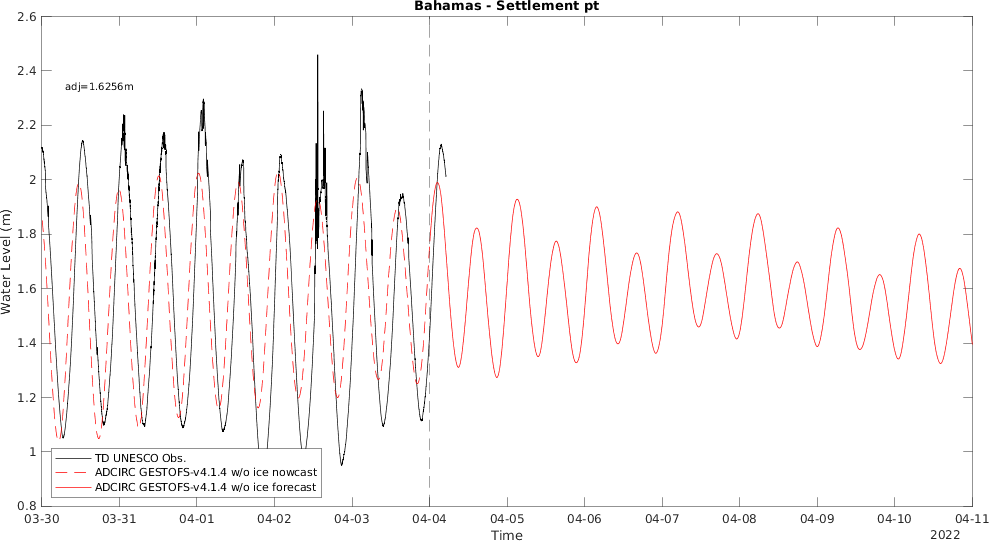 Bahamas - Settlement pt
2.6
2.4
adj=1.6256m
2.2
2
1.8
Water Level (m)
1.6
1.4
1.2
1
TD UNESCO Obs.
ADCIRC GESTOFS-v4.1.4 w/o ice nowcast
ADCIRC GESTOFS-v4.1.4 w/o ice forecast
0.8
03-30 03-31 04-01 04-02 04-03 04-04 04-05 04-06 04-07 04-08 04-09 04-10 04-11
Time
2022